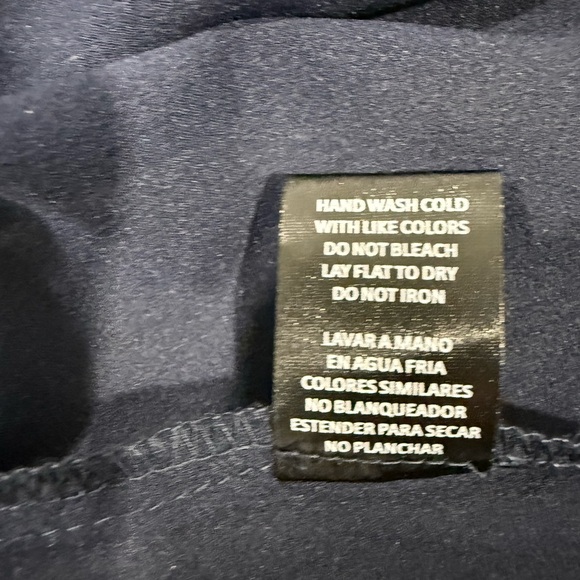 HAND WASH COLD
WITH LIKE COLORS
DO NOT BLEACH
LAY FLAT TO DRY
DO NOT IRON
LAVAR A MANO
EN AGUA FRIA
COLORES SIMILARES
NO BLANQUEADOR
ESTENDER PARA SECAR
NO PLANCHAR